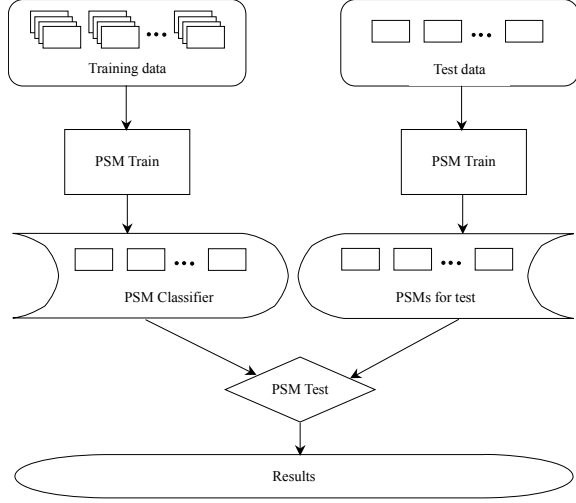 Training data
Test data
PSM Train
PSM Train
PSM Classifier
PSMs for test
PSM Test
Results